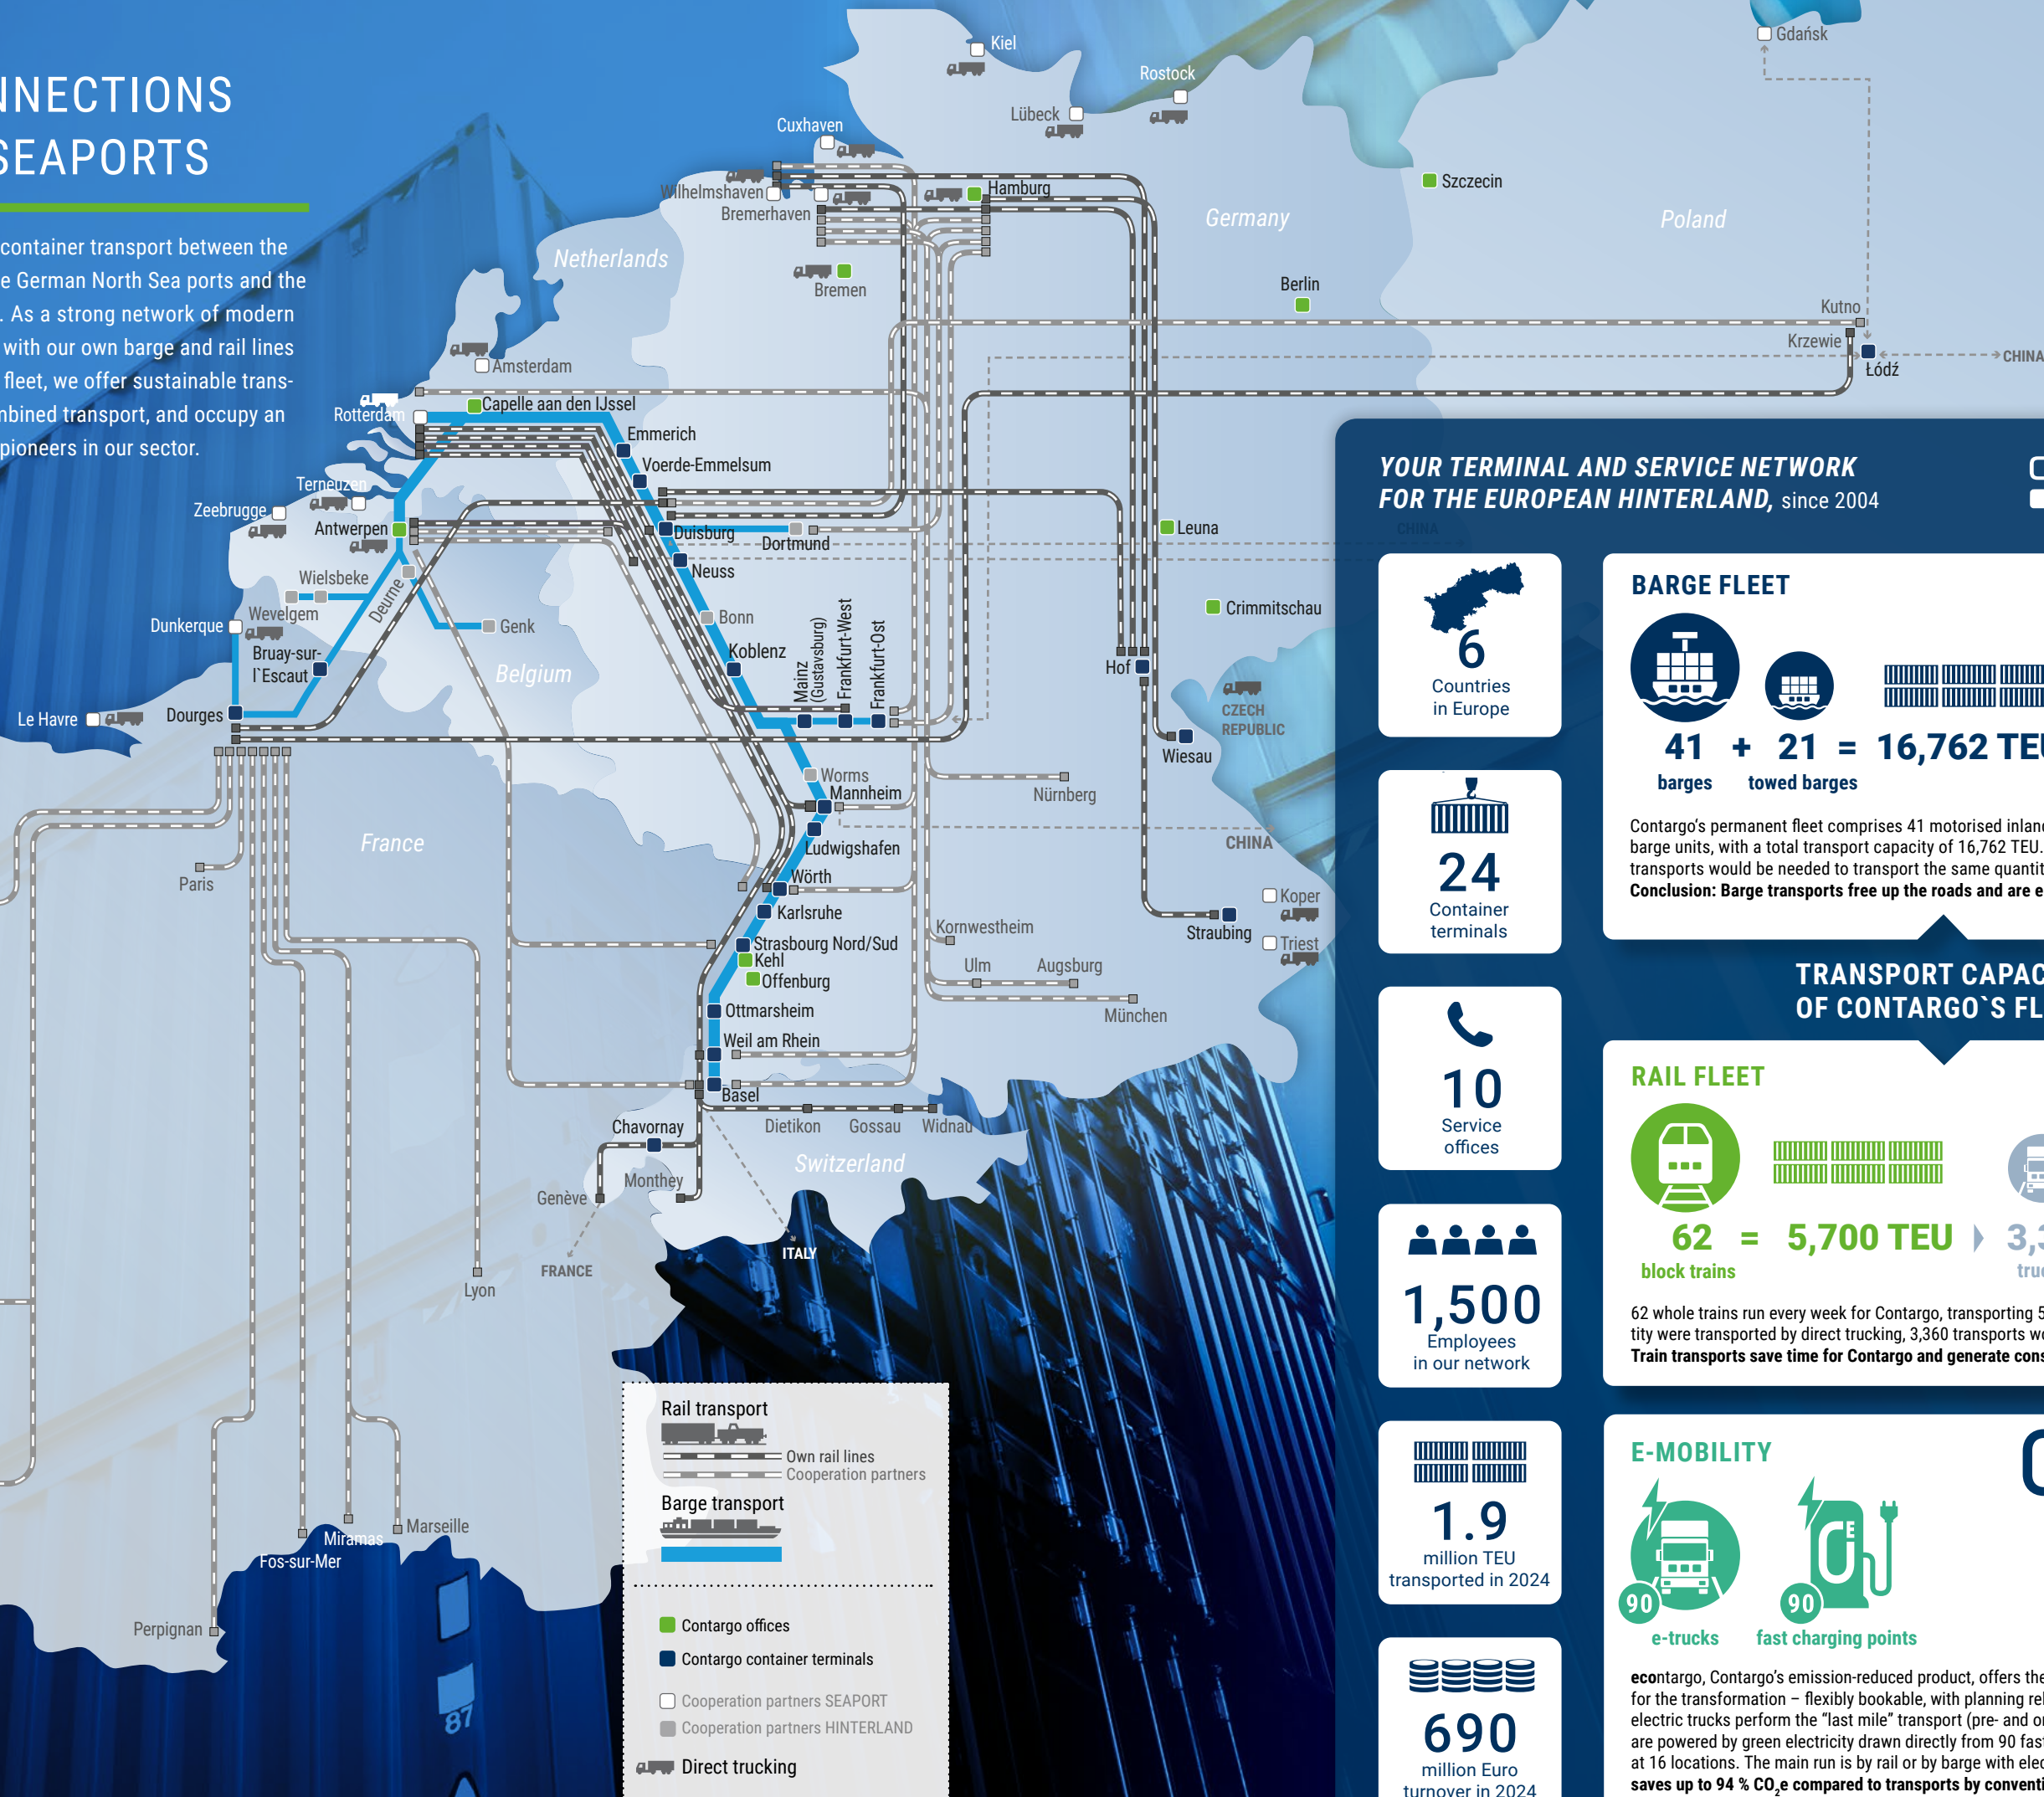 NNECTIONS
SEAPORTS
container transport between the
e German North Sea ports and the
. As a strong network of modern
with our own barge and rail lines
fleet, we offer sustainable trans-
mbined transport, and occupy an
pioneers in our sector.
Kiel
Gdańsk
Rostock
Lübeck
Cuxhaven
Wilhelmshaven
Hamburg
Szczecin
Bremerhaven
Germany
Poland
Netherlands
Bremen
Berlin
Kutno
Krzewie
CHINA
Łódź
Amsterdam
Capelle aan den IJssel
Rotterdam
Emmerich
Voerde-Emmelsum
Terneuzen
Zeebrugge
Antwerpen
Duisburg
Dortmund
Leuna
CHINA
Neuss
Wielsbeke
Deurne
Wevelgem
Crimmitschau
Bonn
Dunkerque
Genk
Bruay-sur-
l`Escaut
Koblenz
Mainz
(Gustavsburg)
Frankfurt-West
Frankfurt-Ost
Hof
Belgium
Le Havre
Dourges
CZECH
REPUBLIC
Wiesau
Worms
Mannheim
Nürnberg
France
Ludwigshafen
CHINA
Paris
Wörth
Koper
Karlsruhe
Kornwestheim
Straubing
Strasbourg Nord/Sud
Triest
Kehl
Ulm
Augsburg
Offenburg
Ottmarsheim
München
Weil am Rhein
Basel
Chavornay
Dietikon
Gossau
Widnau
Switzerland
Monthey
Genève
ITALY
FRANCE
Lyon
Marseille
Miramas
Fos-sur-Mer
Perpignan
87
Rail transport
Own rail lines
Cooperation partners
Barge transport
Contargo offices
Contargo container terminals
Cooperation partners SEAPORT
Cooperation partners HINTERLAND
Direct trucking
YOUR TERMINAL AND SERVICE NETWORK
FOR THE EUROPEAN HINTERLAND, since 2004
6
Countries
in Europe
24
Container
terminals
10
Service
offices
1,500
Employees
in our network
1.9
million TEU
transported in 2024
690
million Euro
turnover in 2024
BARGE FLEET
41 + 21 = 16,762 TEU
barges towed barges
Contargo‘s permanent fleet comprises 41 motorised inlan
barge units, with a total transport capacity of 16,762 TEU.
transports would be needed to transport the same quantit
Conclusion: Barge transports free up the roads and are e
TRANSPORT CAPAC
OF CONTARGO`S FL
RAIL FLEET
62 = 5,700 TEU 3,3
block trains truc
62 whole trains run every week for Contargo, transporting 5
tity were transported by direct trucking, 3,360 transports wo
Train transports save time for Contargo and generate cons
E-MOBILITY
E
90
90
e-trucks fast charging points
econtargo, Contargo’s emission-reduced product, offers the
for the transformation – flexibly bookable, with planning rel
electric trucks perform the “last mile” transport (pre- and on
are powered by green electricity drawn directly from 90 fas
at 16 locations. The main run is by rail or by barge with elec
saves up to 94 % CO₂e compared to transports by conventi